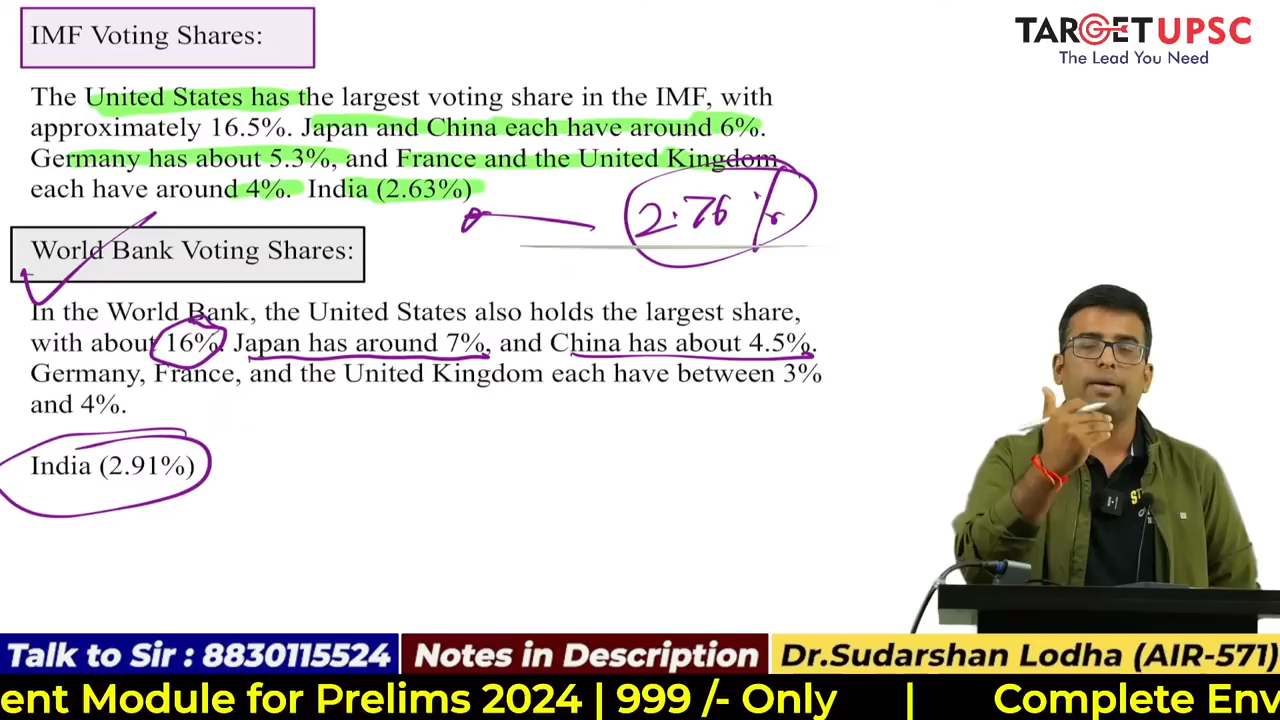 IMF Voting Shares:
TARGET UPSC
The Lead You Need
The United States has the largest voting share in the IMF, with
approximately 16.5%. Japan and China each have around 6%.
Germany has about 5.3%, and France and the United Kingdom
each have around 4%. India (2.63%)
2.76 %
World Bank Voting Shares:
In the World Bank, the United States also holds the largest share,
with about 16%. Japan has around 7%, and China has about 4.5%.
Germany, France, and the United Kingdom each have between 3%
and 4%.
India (2.91%)
Talk to Sir : 8830115524
Notes in Description
Dr.Sudarshan Lodha (AIR-571)
ent Module for Prelims 2024 | 999 /- Only | Complete Env